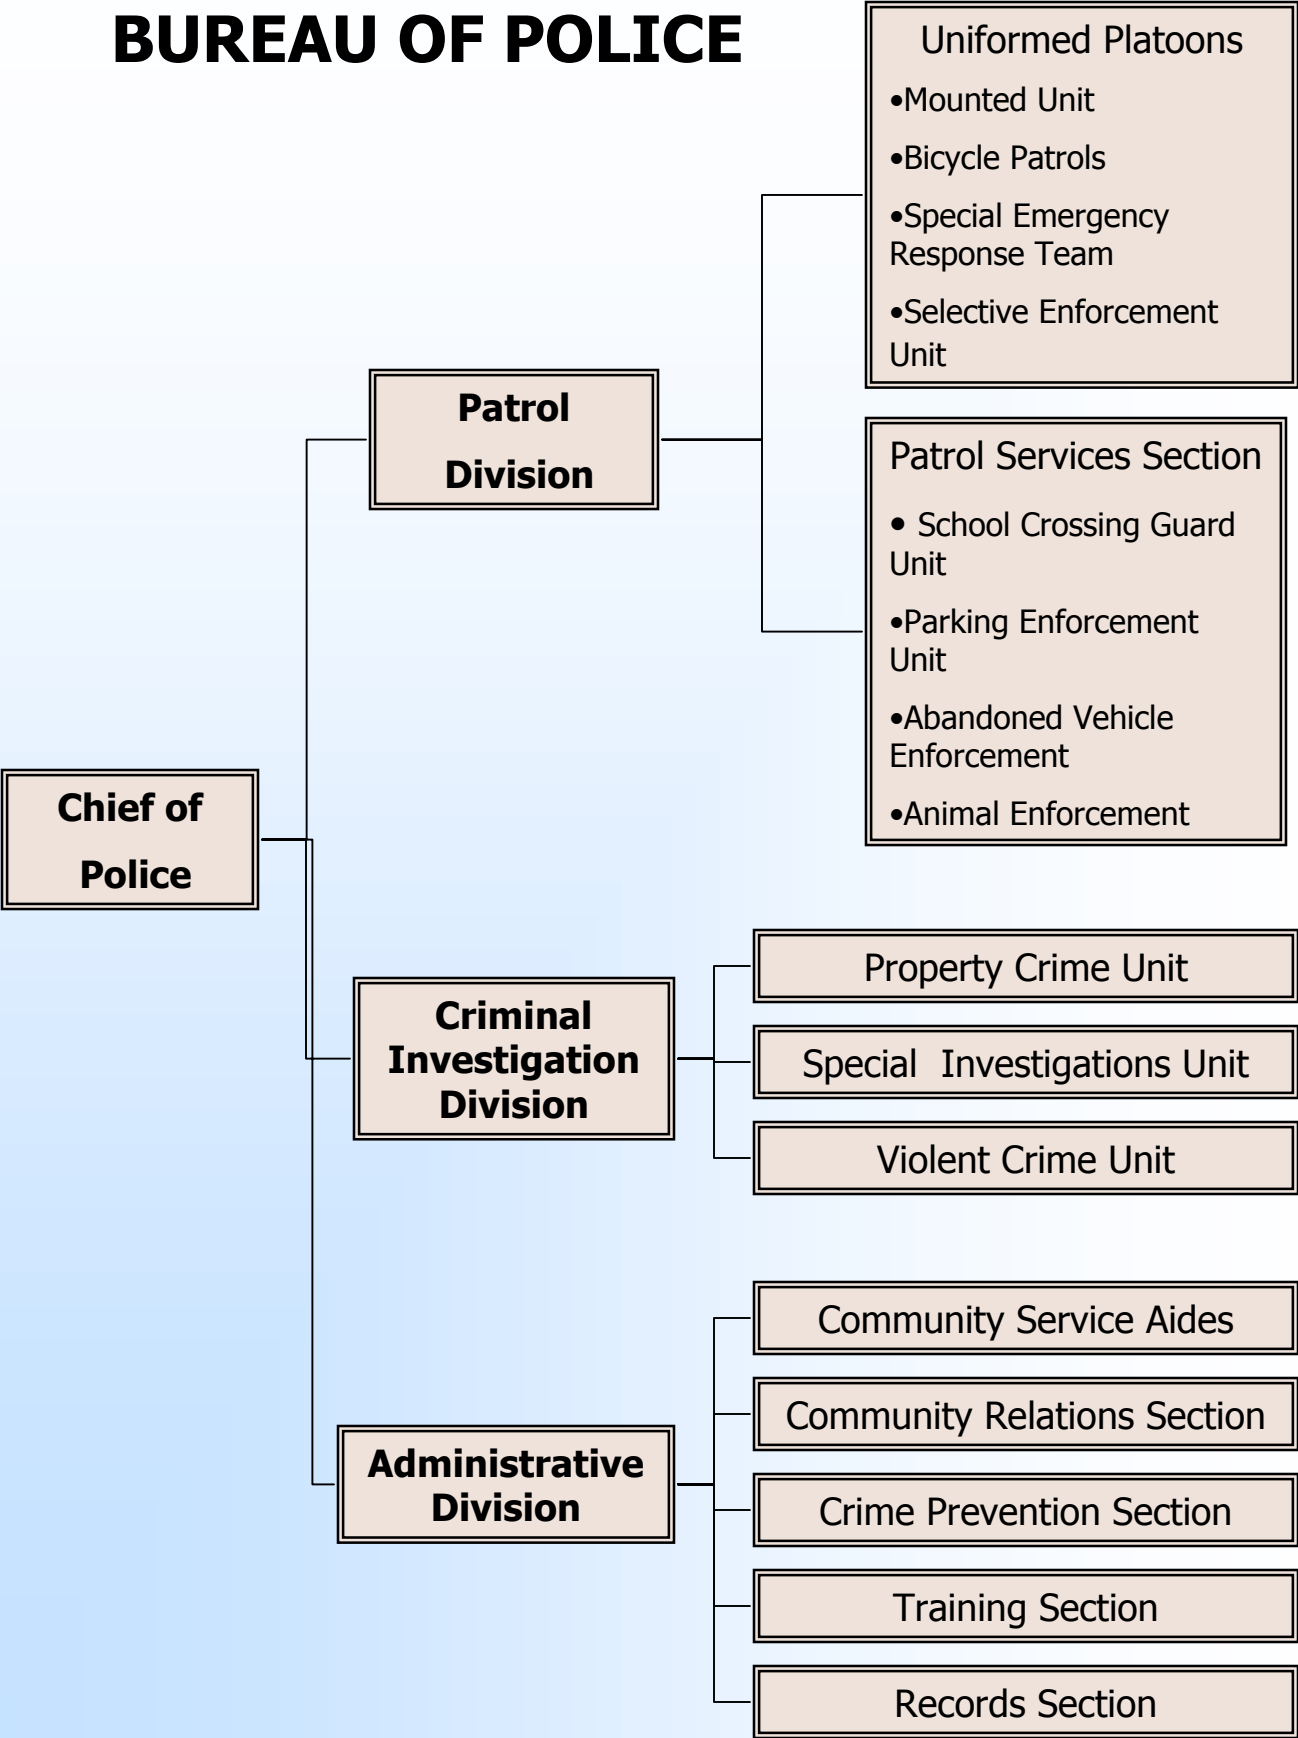 BUREAU OF POLICE
Uniformed Platoons
•Mounted Unit
•Bicycle Patrols
•Special Emergency
Response Team
•Selective Enforcement
Unit
Patrol
Division
Patrol Services Section
• School Crossing Guard
Unit
•Parking Enforcement
Unit
•Abandoned Vehicle
Enforcement
•Animal Enforcement
Chief of
Police
Criminal
Investigation
Division
Property Crime Unit
Special  Investigations Unit
Violent Crime Unit
Administrative
Division
Community Service Aides
Community Relations Section
Crime Prevention Section
Training Section
Records Section